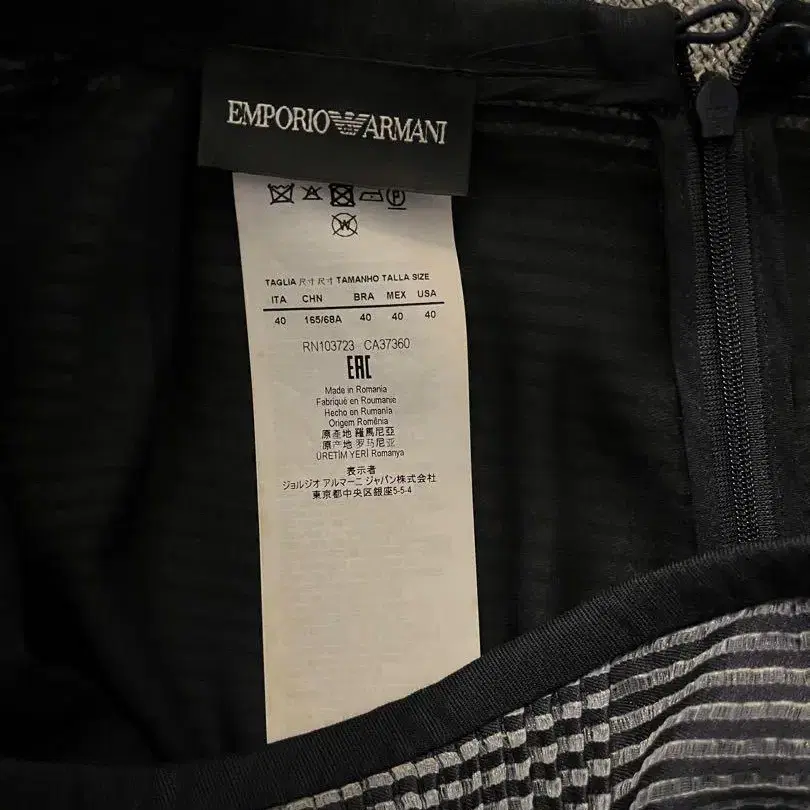 EMPORIO ARMANI
P
W
TAGLIA 尺寸 尺寸 TAMANHO TALLA SIZE
ITA CHN BRA MEX USA
40 165/68A 40 40 40
RN103723 CA37360
EAC
Made in Romania
Fabriqué en Roumanie
Hecho en Rumanía
Origem Romênia
原產地 羅馬尼亞
原产地 罗马尼亚
ÜRETİM YERİ Romanya
表示者
ジョルジオ アルマーニ ジャパン株式会社
東京都中央区銀座5-5-4